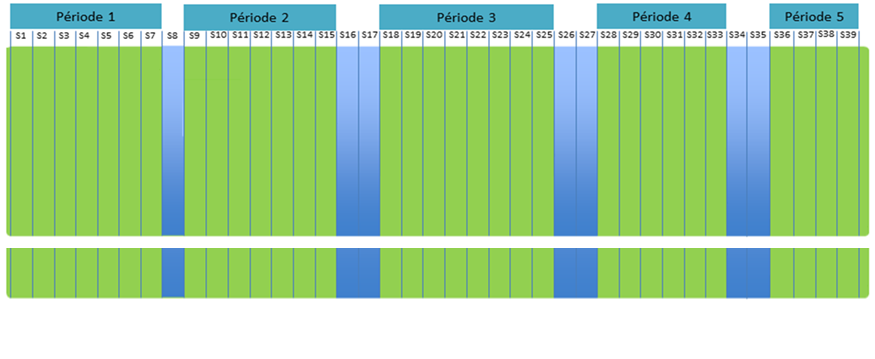 Période 1 Période 2 Période 3 Période 4 Période 5
S1 S2 S3 S4 S5 S6 S7 S8 S9 S10 S11 S12 S13 S14 S15 S16 S17 S18 S19 S20 S21 S22 S23 S24 S25 S26 S27 S28 S29 S30 S31 S32 S33 S34 S35 S36 S37 S38 S39